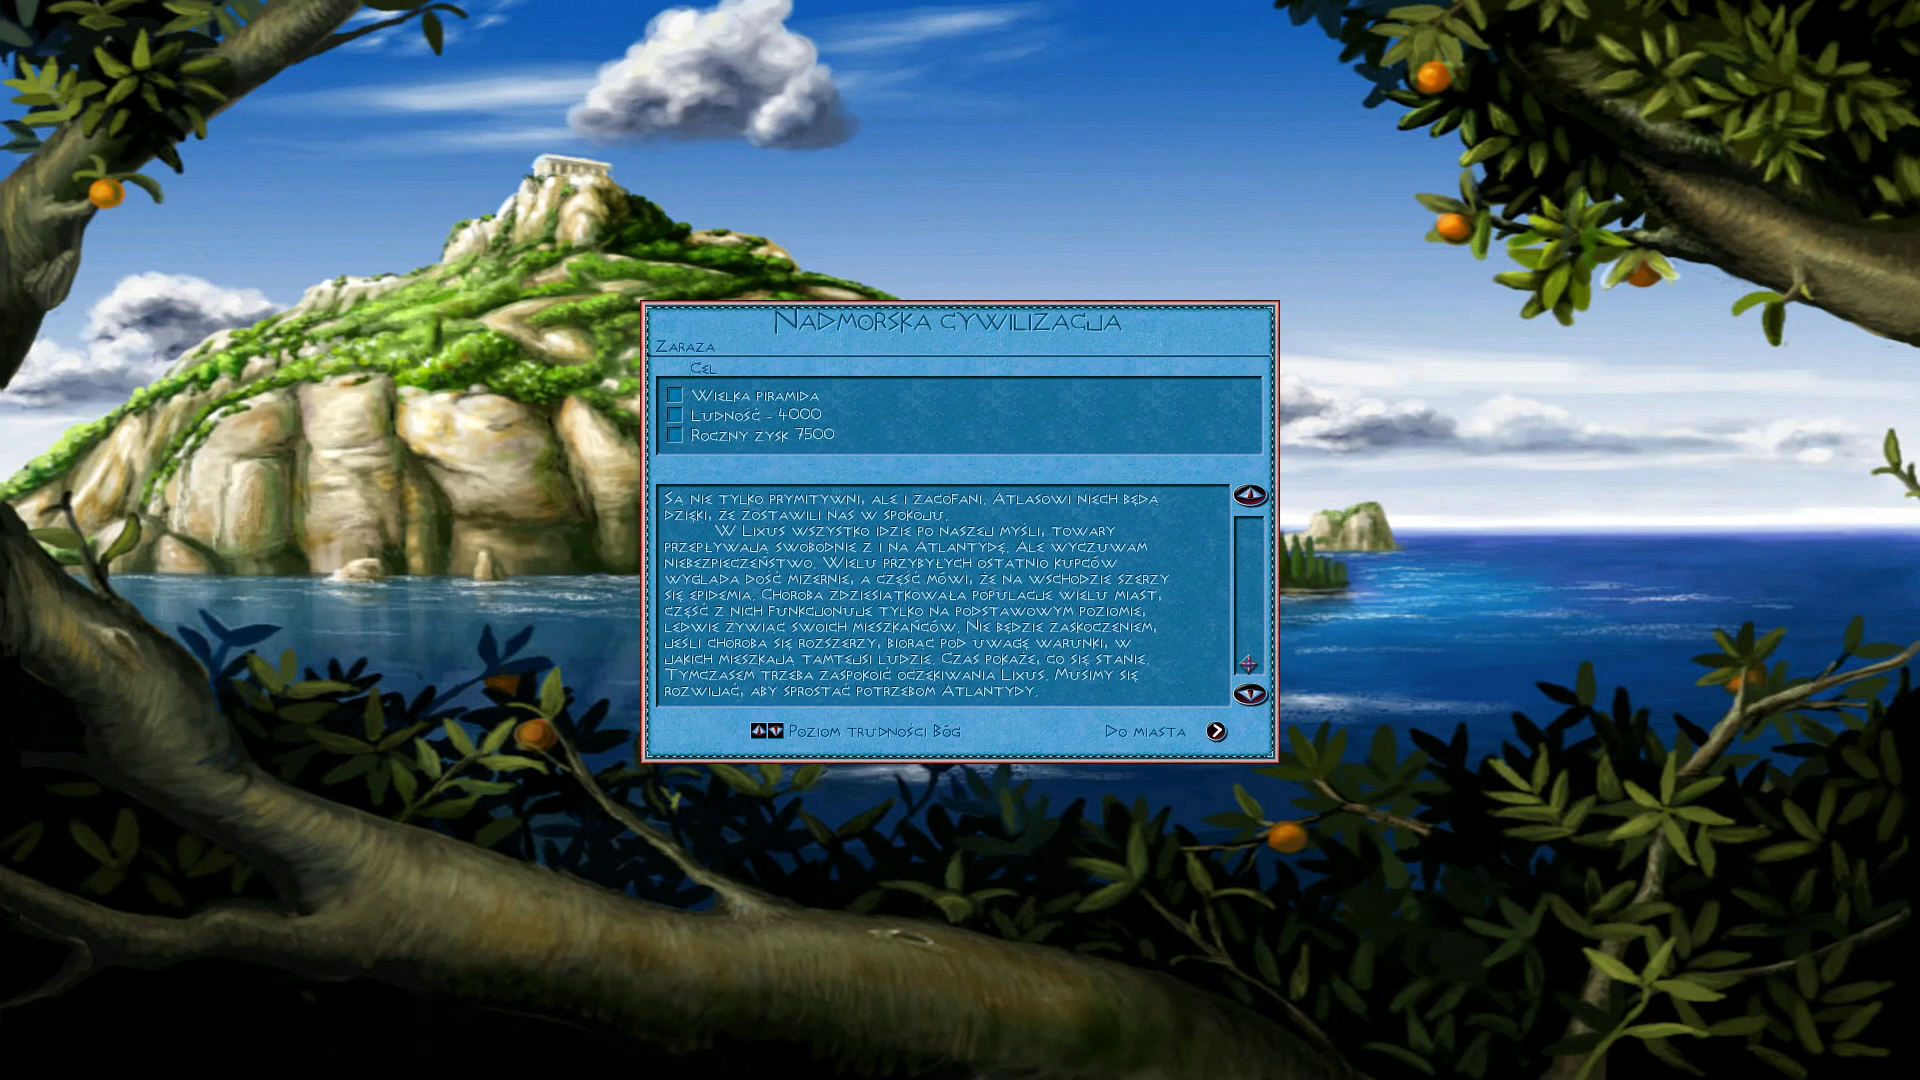 Nadmorska cywilizacja
Zaraza
Cel
Wielka piramida
Ludność - 4000
Roczny zysk 7500
Są nie tylko prymitywni, ale i zacofani. Atlasowi niech będą
dzięki, że zostawili nas w spokoju.
W Lixus wszystko idzie po naszej myśli, towary
przepływają swobodnie z i na Atlantydę. Ale wyczuwam
niebezpieczeństwo. Wielu przybyłych ostatnio kupców
wygląda dość mizernie, a część mówi, że na wschodzie szerzy
się epidemia. Choroba zdziesiątkowała populacje wielu miast,
część z nich funkcjonuje tylko na podstawowym poziomie,
ledwie żywiąc swoich mieszkańców. Nie będzie zaskoczeniem,
jeśli choroba się rozszerzy, biorąc pod uwagę warunki, w
jakich mieszkają tamtejsi ludzie. Czas pokaże, co się stanie.
Tymczasem trzeba zaspokoić oczekiwania Lixus. Musimy się
rozwijać, aby sprostać potrzebom Atlantydy.
Poziom trudności Bóg
Do miasta